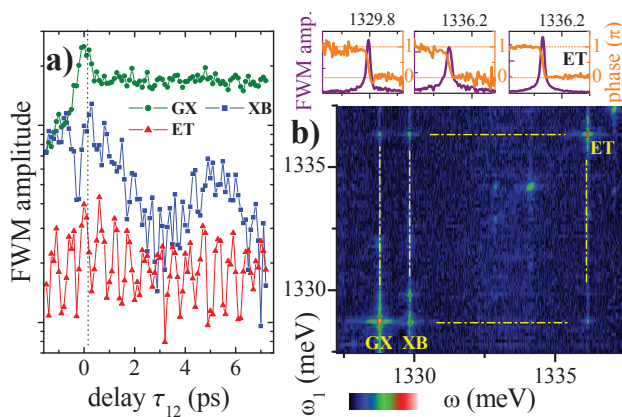 a)
GX XB
ET
FWM amplitude
0 2 4 6
delay τ12 (ps)
1329.8 1336.2 1336.2
FWM amp.
ET
1
0
1
0
1
0
phase (π)
b)
ET
1335
1330
GX XB
ω1 (meV)
1330 1335
ω (meV)